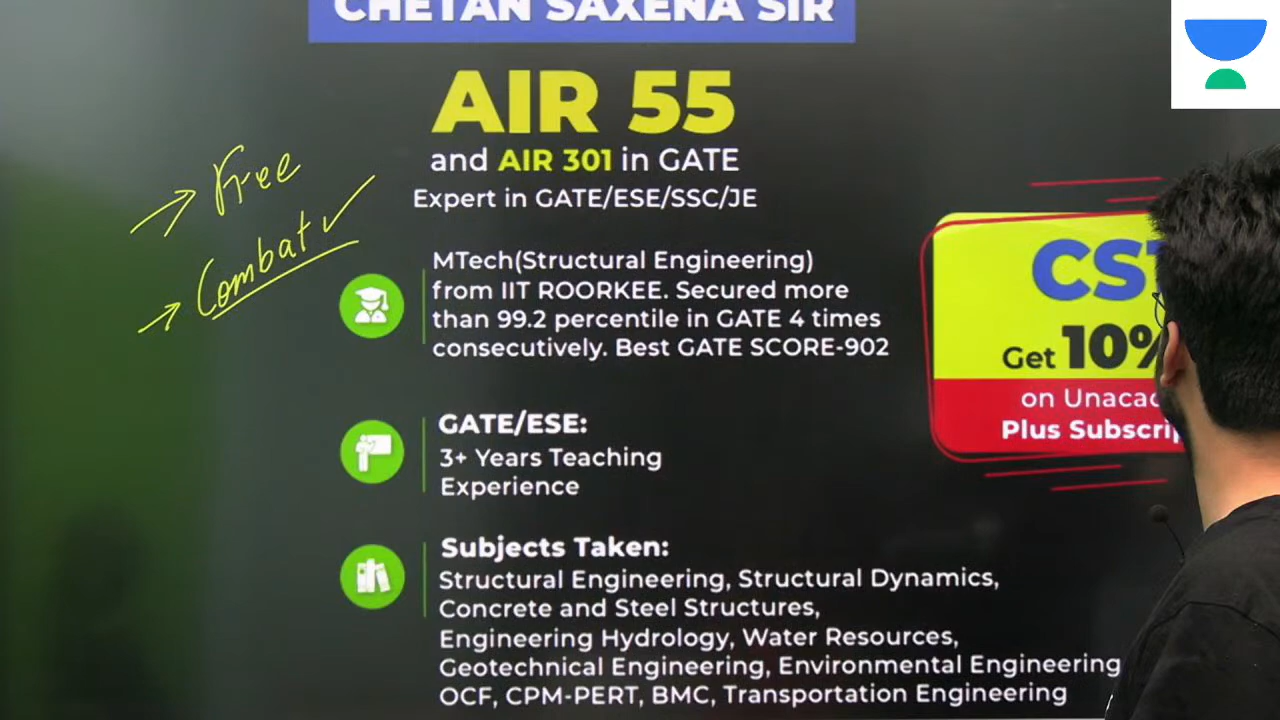 CHETAN SAXENA SIR
AIR 55
and AIR 301 in GATE
Expert in GATE/ESE/SSC/JE
→ Free
→ Combat ✓
MTech(Structural Engineering)
from IIT ROORKEE. Secured more
than 99.2 percentile in GATE 4 times
consecutively. Best GATE SCORE-902
GATE/ESE:
3+ Years Teaching
Experience
Subjects Taken:
Structural Engineering, Structural Dynamics,
Concrete and Steel Structures,
Engineering Hydrology, Water Resources,
Geotechnical Engineering, Environmental Engineering
OCF, CPM-PERT, BMC, Transportation Engineering
Get 10%
on
Plus